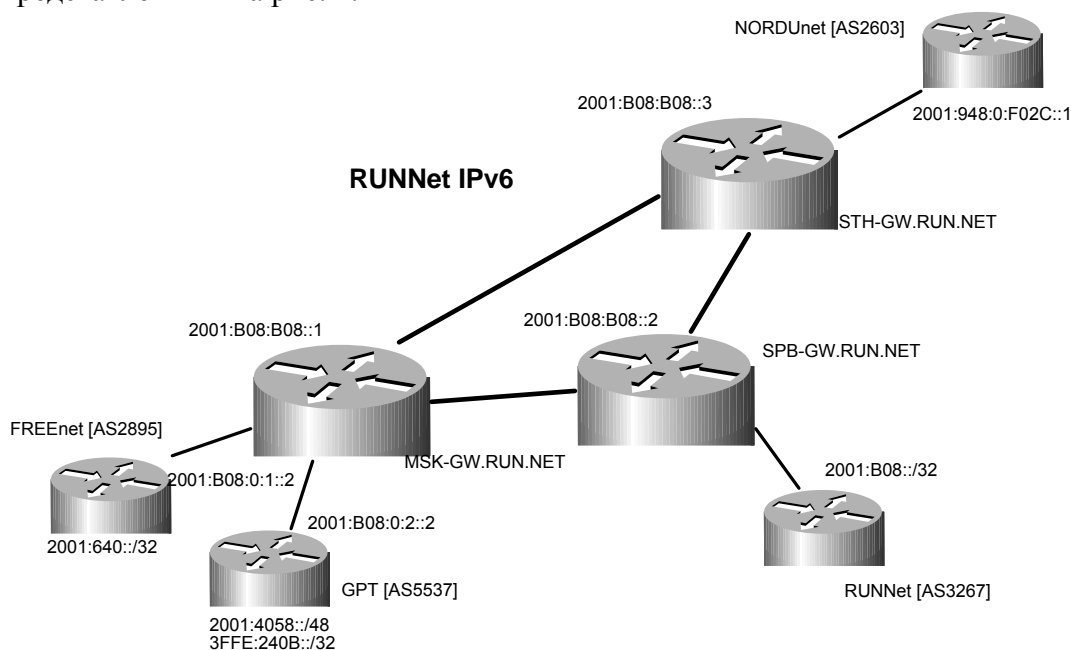 NORDUnet [AS2603]
2001:B08:B08::3
2001:948:0:F02C::1
RUNNet IPv6
STH-GW.RUN.NET
2001:B08:B08::1
2001:B08:B08::2
SPB-GW.RUN.NET
FREEnet [AS2895]
MSK-GW.RUN.NET
2001:B08:0:1::2
2001:B08::/32
2001:640::/32
2001:B08:0:2::2
GPT [AS5537]
RUNNet [AS3267]
2001:4058::/48
3FFE:240B::/32